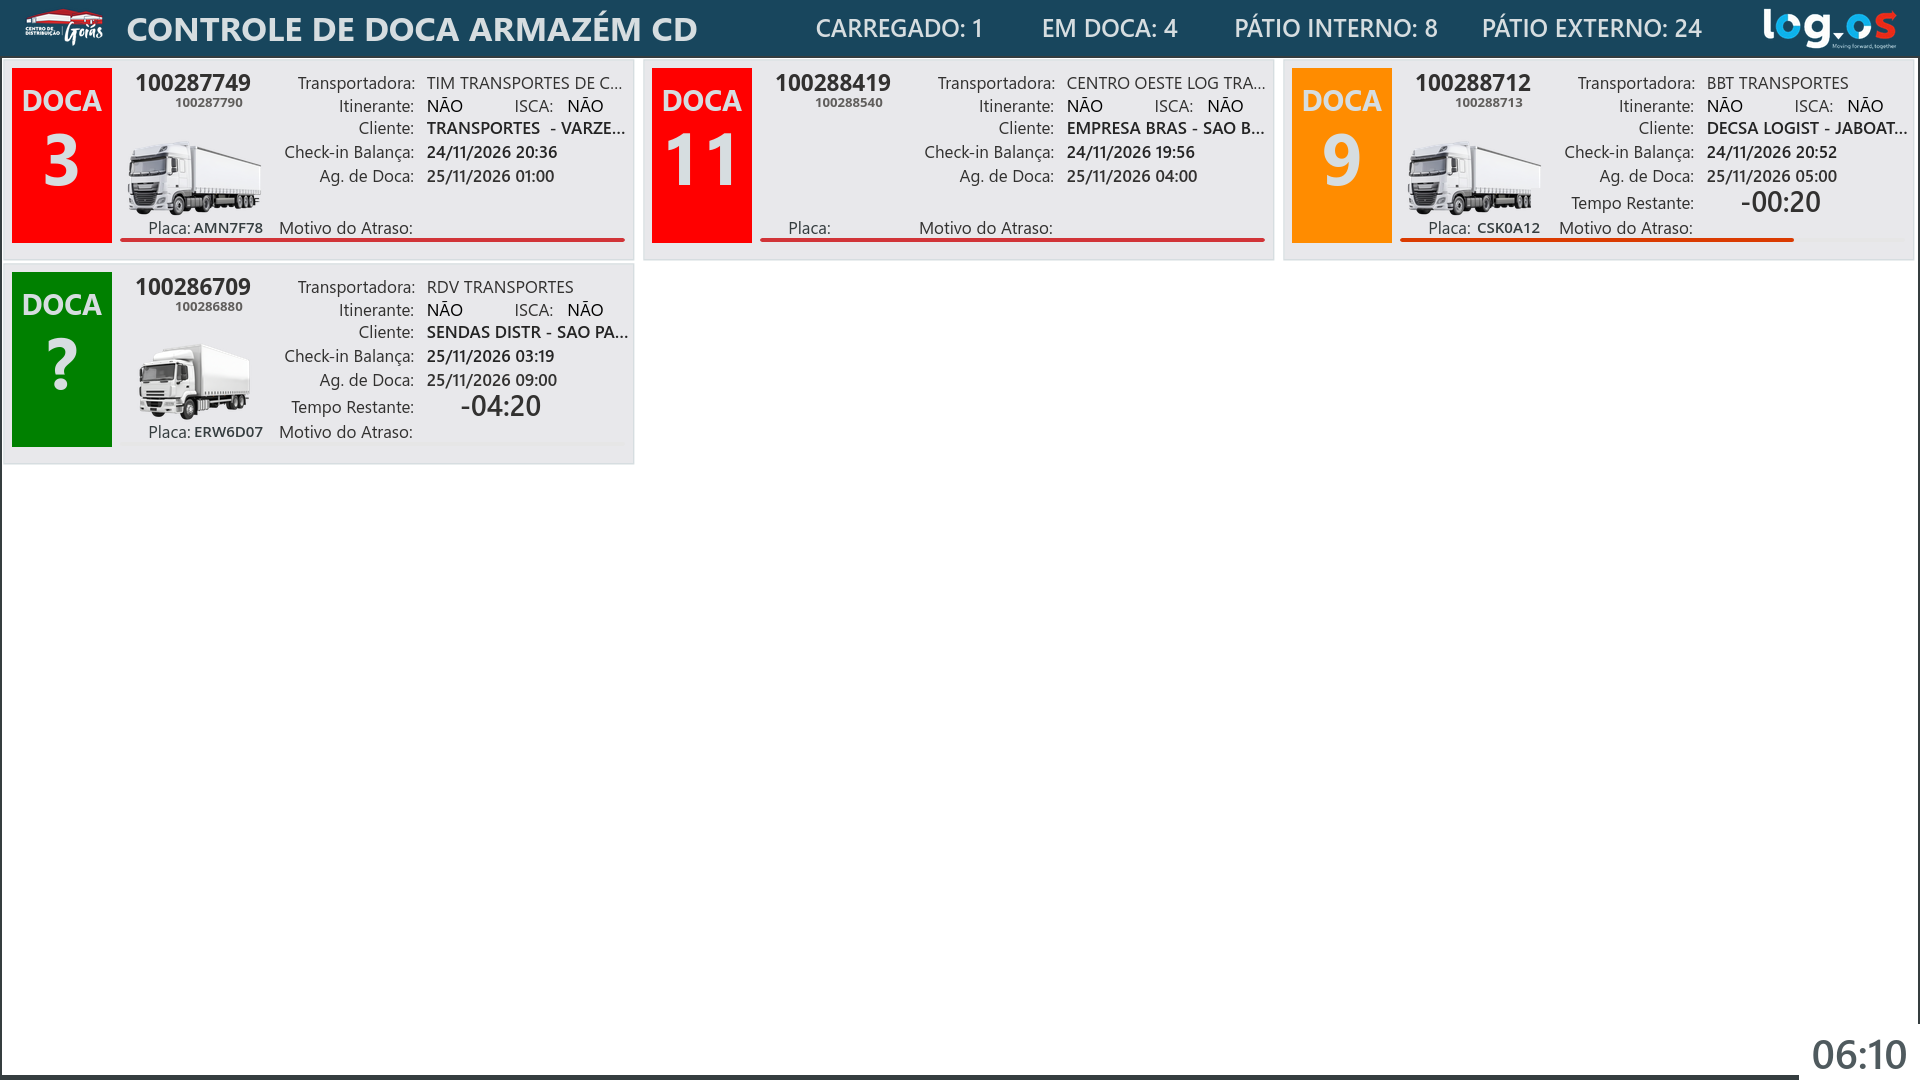 CENTRO DE
DISTRIBUIÇÃO
Goiás
CONTROLE DE DOCA ARMAZÉM CD
CARREGADO: 1
EM DOCA: 4
PÁTIO INTERNO: 8
PÁTIO EXTERNO: 24
log.os
Moving forward, together
DOCA
3
100287749
100287790
Transportadora: TIM TRANSPORTES DE C...
Itinerante: NÃO ISCA: NÃO
Cliente: TRANSPORTES - VARZE...
Check-in Balança: 24/11/2026 20:36
Ag. de Doca: 25/11/2026 01:00
Placa: AMN7F78 Motivo do Atraso:
DOCA
11
100288419
100288540
Transportadora: CENTRO OESTE LOG TRA...
Itinerante: NÃO ISCA: NÃO
Cliente: EMPRESA BRAS - SAO B...
Check-in Balança: 24/11/2026 19:56
Ag. de Doca: 25/11/2026 04:00
Placa: Motivo do Atraso:
DOCA
9
100288712
100288713
Transportadora: BBT TRANSPORTES
Itinerante: NÃO ISCA: NÃO
Cliente: DECSA LOGIST - JABOAT...
Check-in Balança: 24/11/2026 20:52
Ag. de Doca: 25/11/2026 05:00
Tempo Restante: -00:20
Placa: CSK0A12 Motivo do Atraso:
DOCA
?
100286709
100286880
Transportadora: RDV TRANSPORTES
Itinerante: NÃO ISCA: NÃO
Cliente: SENDAS DISTR - SAO PA...
Check-in Balança: 25/11/2026 03:19
Ag. de Doca: 25/11/2026 09:00
Tempo Restante: -04:20
Placa: ERW6D07 Motivo do Atraso:
06:10